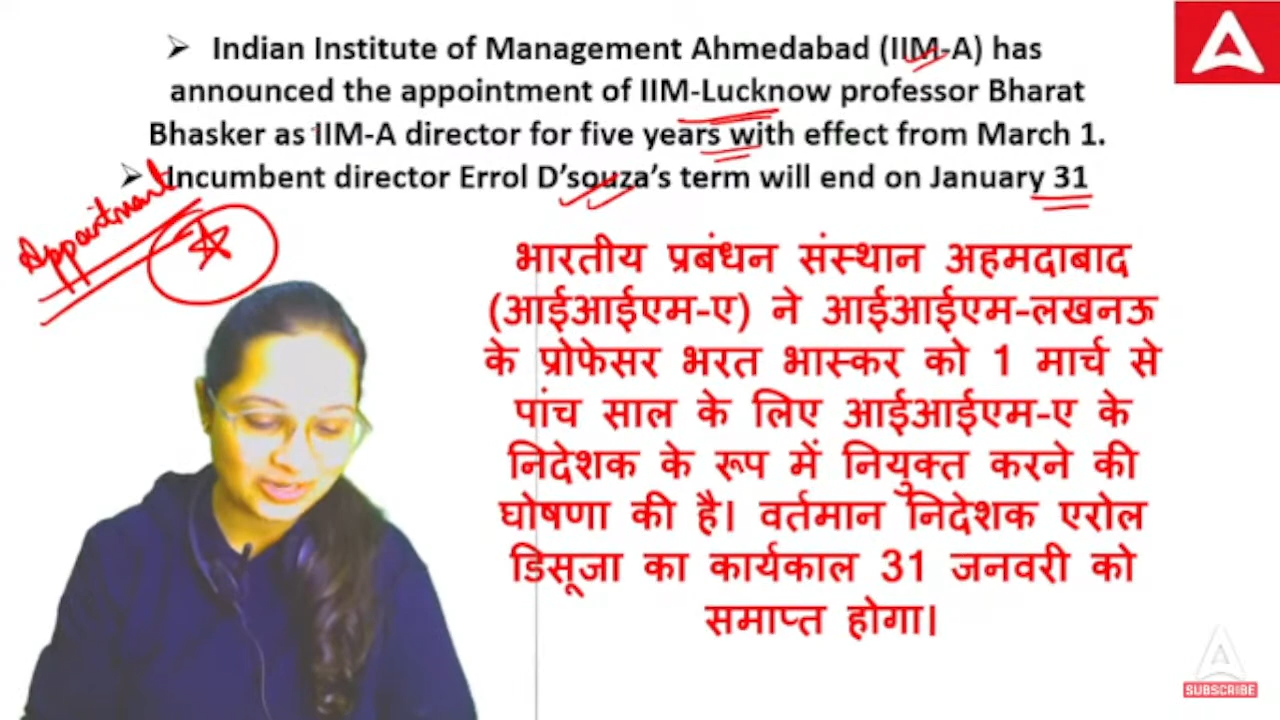 ➢ Indian Institute of Management Ahmedabad (IIM-A) has
announced the appointment of IIM-Lucknow professor Bharat
Bhasker as IIM-A director for five years with effect from March 1.
➢ Incumbent director Errol D’souza’s term will end on January 31
Appointment
भारतीय प्रबंधन संस्थान अहमदाबाद
(आईआईएम-ए) ने आईआईएम-लखनऊ
के प्रोफेसर भरत भास्कर को 1 मार्च से
पांच साल के लिए आईआईएम-ए के
निदेशक के रूप में नियुक्त करने की
घोषणा की है। वर्तमान निदेशक एरोल
डिसूजा का कार्यकाल 31 जनवरी को
समाप्त होगा।
SUBSCRIBE